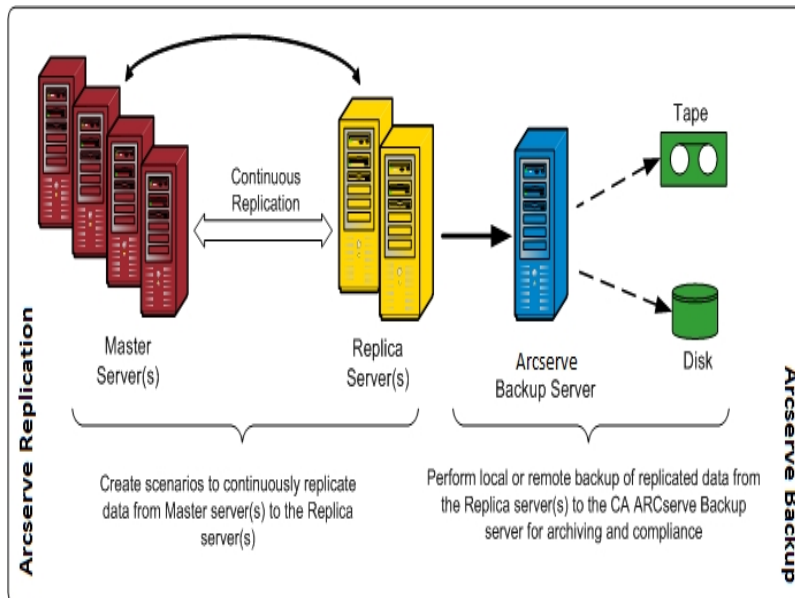 Arcserve Replication
Continuous
Replication
Master
Server(s)
Replica
Server(s)
Arcserve
Backup Server
Tape
Disk
Create scenarios to continuously replicate
data from Master server(s) to the Replica
server(s)
Perform local or remote backup of replicated data from
the Replica server(s) to the CA ARCserve Backup
server for archiving and compliance
Arcserve Backup